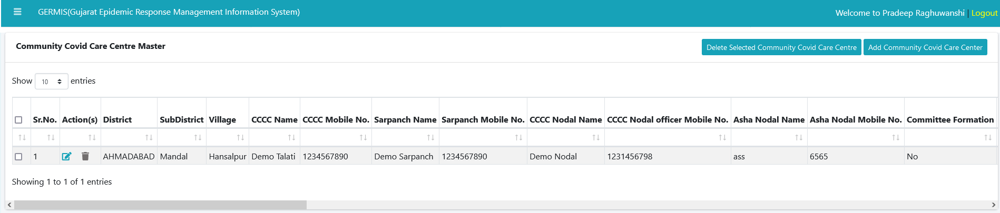 GERMIS(Gujarat Epidemic Response Management Information System)
Welcome to Pradeep Raghuwanshi | Logout
Community Covid Care Centre Master
Delete Selected Community Covid Care Centre
Add Community Covid Care Center
Show 10 entries
Sr.No. Action(s) District SubDistrict Village CCCC Name CCCC Mobile No. Sarpanch Name Sarpanch Mobile No. CCCC Nodal Name CCCC Nodal officer Mobile No. Asha Nodal Name Asha Nodal Mobile No. Committee Formation
1 AHMADABAD Mandal Hansalpur Demo Talati 1234567890 Demo Sarpanch 1234567890 Demo Nodal 1231456798 ass 6565 No
Showing 1 to 1 of 1 entries